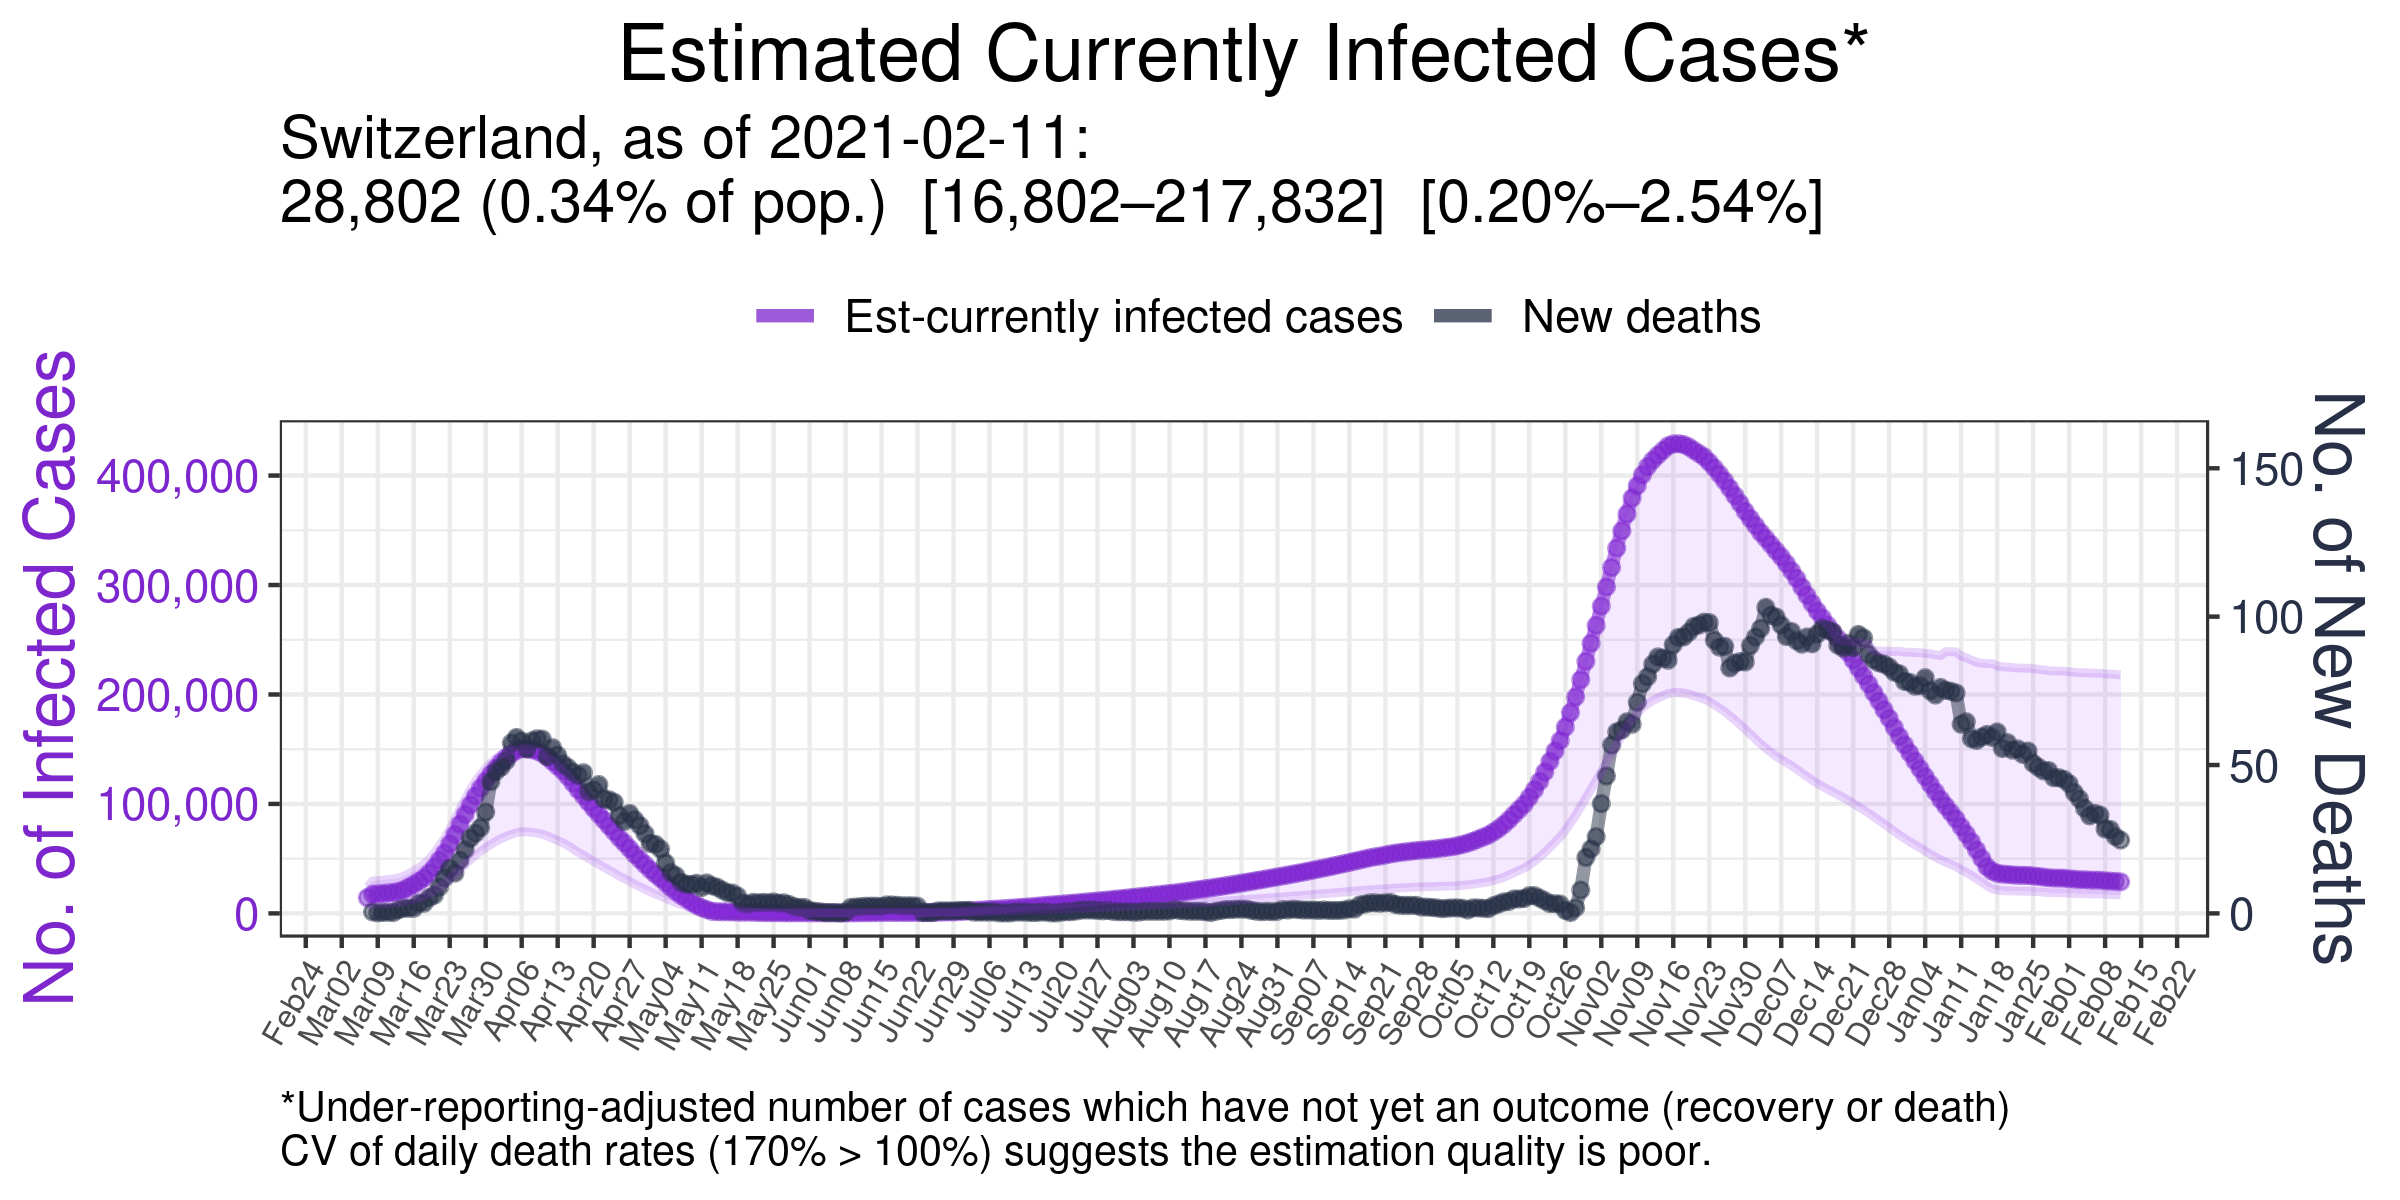 Estimated Currently Infected Cases*
Switzerland, as of 2021-02-11:
28,802 (0.34% of pop.) [16,802–217,832] [0.20%–2.54%]
Est-currently infected cases New deaths
No. of Infected Cases
400,000
300,000
200,000
100,000
0
150
100
50
0
No. of New Deaths
Feb24 Mar02 Mar09 Mar16 Mar23 Mar30 Apr06 Apr13 Apr20 Apr27 May04 May11 May18 May25 Jun01 Jun08 Jun15 Jun22 Jun29 Jul06 Jul13 Jul20 Jul27 Aug03 Aug10 Aug17 Aug24 Aug31 Sep07 Sep14 Sep21 Sep28 Oct05 Oct12 Oct19 Oct26 Nov02 Nov09 Nov16 Nov23 Nov30 Dec07 Dec14 Dec21 Dec28 Jan04 Jan11 Jan18 Jan25 Feb01 Feb08 Feb15 Feb22
*Under-reporting-adjusted number of cases which have not yet an outcome (recovery or death)
CV of daily death rates (170% > 100%) suggests the estimation quality is poor.